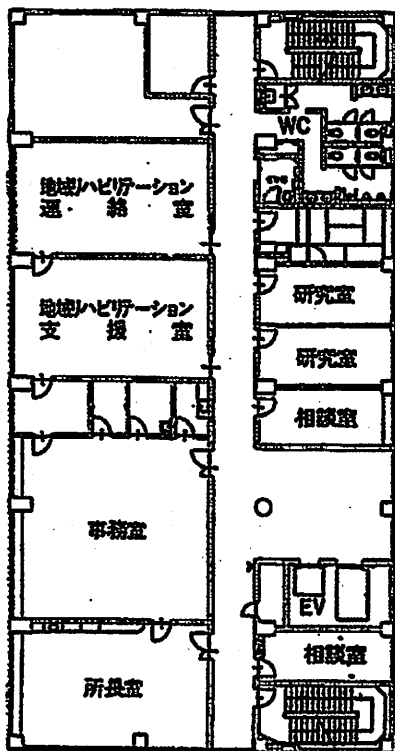 WC
地域リハビリテーション
連絡室
地域リハビリテーション
支援室
研究室
研究室
相談室
事務室
EV
相談室
所長室